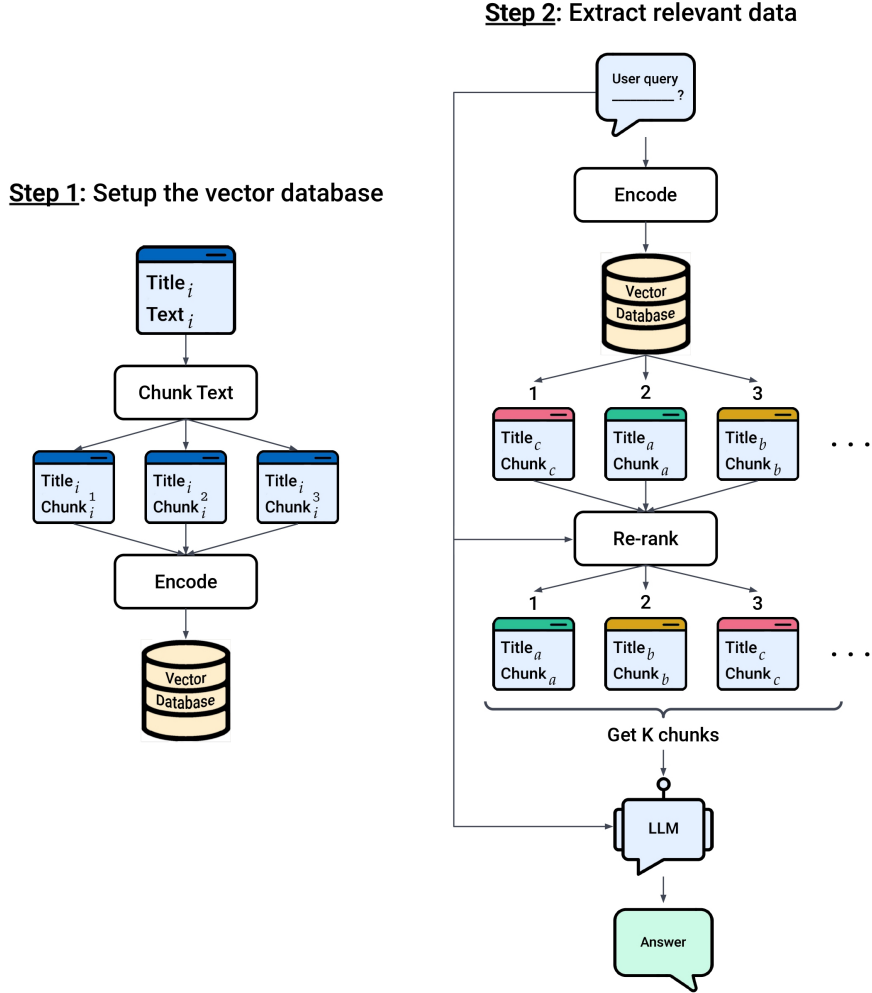 Step 1: Setup the vector database
Title i
Text i
Chunk Text
Title i
Chunk i 1
Title i
Chunk i 2
Title i
Chunk i 3
Encode
Vector
Database
Step 2: Extract relevant data
User query
________ ?
Encode
Vector
Database
1
2
3
Title c
Chunk c
Title a
Chunk a
Title b
Chunk b
. . .
Re-rank
1
2
3
Title a
Chunk a
Title b
Chunk b
Title c
Chunk c
. . .
Get K chunks
LLM
Answer